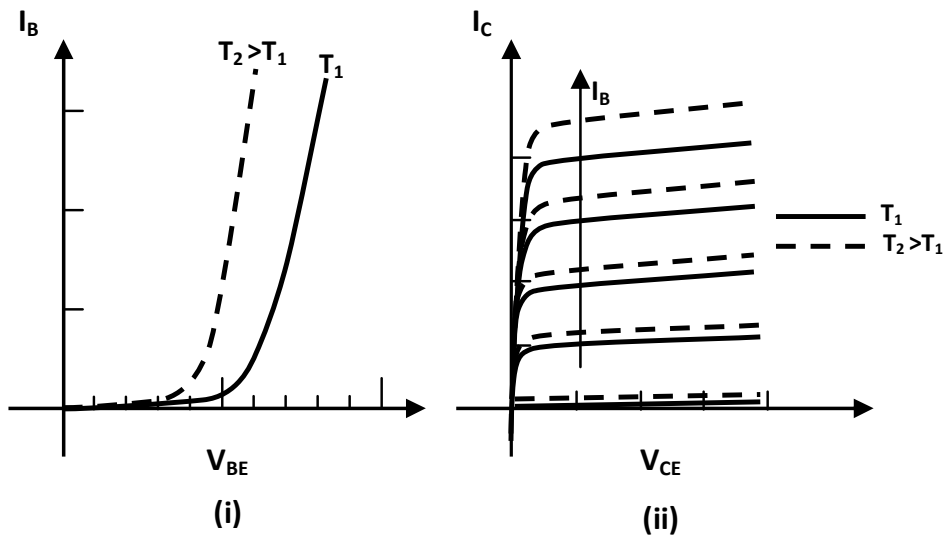 I_B
T_2 >T_1
T_1
V_BE
(i)
I_C
I_B
T_1
T_2 >T_1
V_CE
(ii)